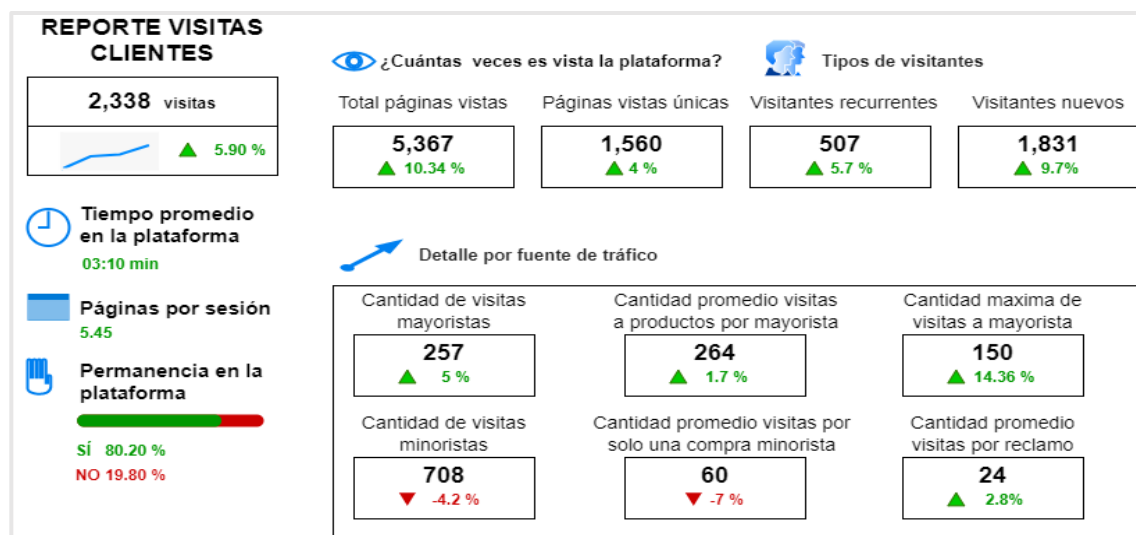 REPORTE VISITAS
CLIENTES
2,338 visitas
5.90 %
Tiempo promedio
en la plataforma
03:10 min
Páginas por sesión
5.45
Permanencia en la
plataforma
SÍ 80.20 %
NO 19.80 %
¿Cuántas veces es vista la plataforma?
Total páginas vistas
5,367
10.34 %
Páginas vistas únicas
1,560
4 %
Tipos de visitantes
Visitantes recurrentes
507
5.7 %
Visitantes nuevos
1,831
9.7%
Detalle por fuente de tráfico
Cantidad de visitas
mayoristas
257
5 %
Cantidad promedio visitas
a productos por mayorista
264
1.7 %
Cantidad maxima de
visitas a mayorista
150
14.36 %
Cantidad de visitas
minoristas
708
-4.2 %
Cantidad promedio visitas por
solo una compra minorista
60
-7 %
Cantidad promedio
visitas por reclamo
24
2.8%